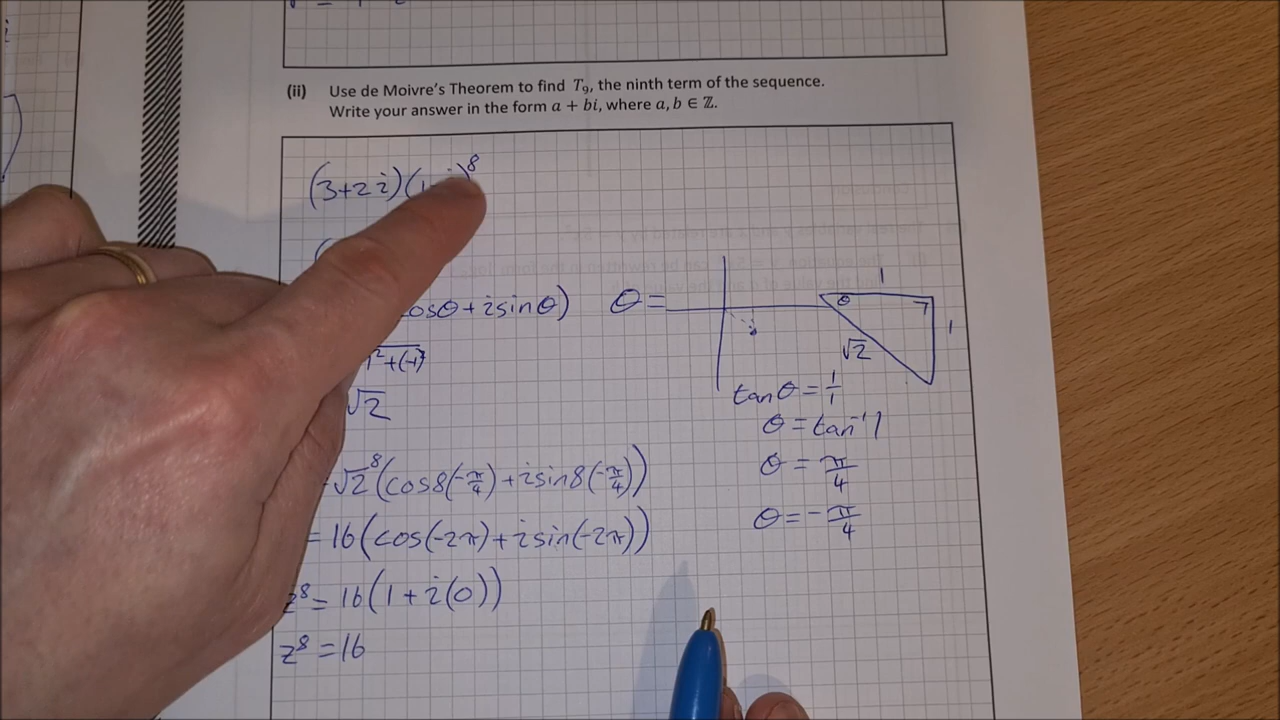 (ii) Use de Moivre's Theorem to find T₉, the ninth term of the sequence.
Write your answer in the form a + bi, where a, b ∈ ℤ.
(3+2i)(1-i)⁸
cosθ+isinθ)
θ=
1
θ
1
√2
1²+(-1)²
√2
tanθ = 1/1
θ = tan⁻¹1
θ = π/4
θ = -π/4
=√2⁸(cos8(-π/4)+isin8(-π/4))
=16(cos(-2π)+isin(-2π))
z⁸=16(1+i(0))
z⁸=16